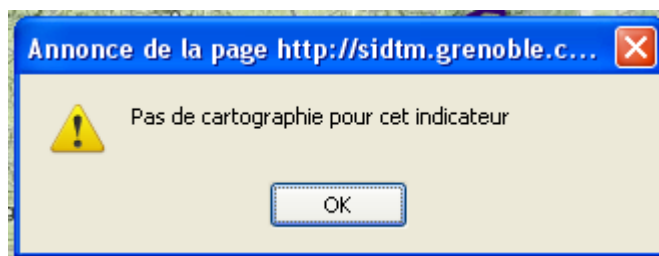 Annonce de la page http://sidtm.grenoble.c...
Pas de cartographie pour cet indicateur
OK